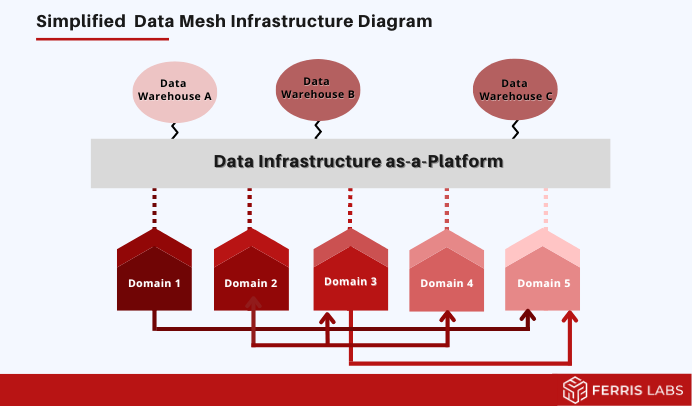 Simplified Data Mesh Infrastructure Diagram
Data
Warehouse A
Data
Warehouse B
Data
Warehouse C
Data Infrastructure as-a-Platform
Domain 1
Domain 2
Domain 3
Domain 4
Domain 5
FERRIS LABS